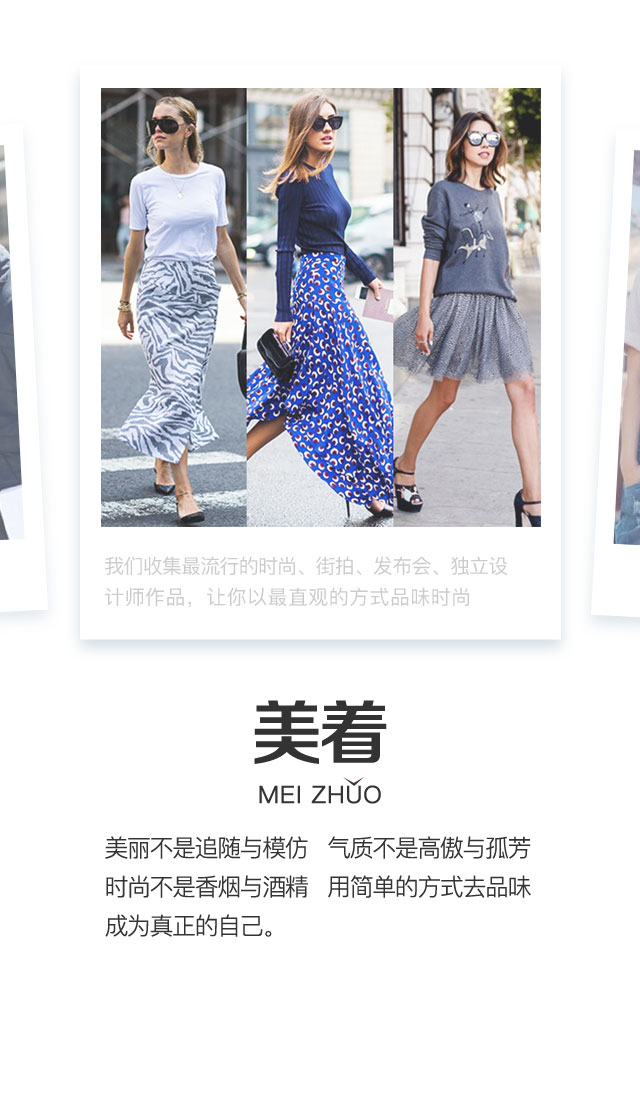 我们收集最流行的时尚、街拍、发布会、独立设
计师作品，让你以最直观的方式品味时尚
美着
MEI ZHUO
美丽不是追随与模仿 气质不是高傲与孤芳
时尚不是香烟与酒精 用简单的方式去品味
成为真正的自己。